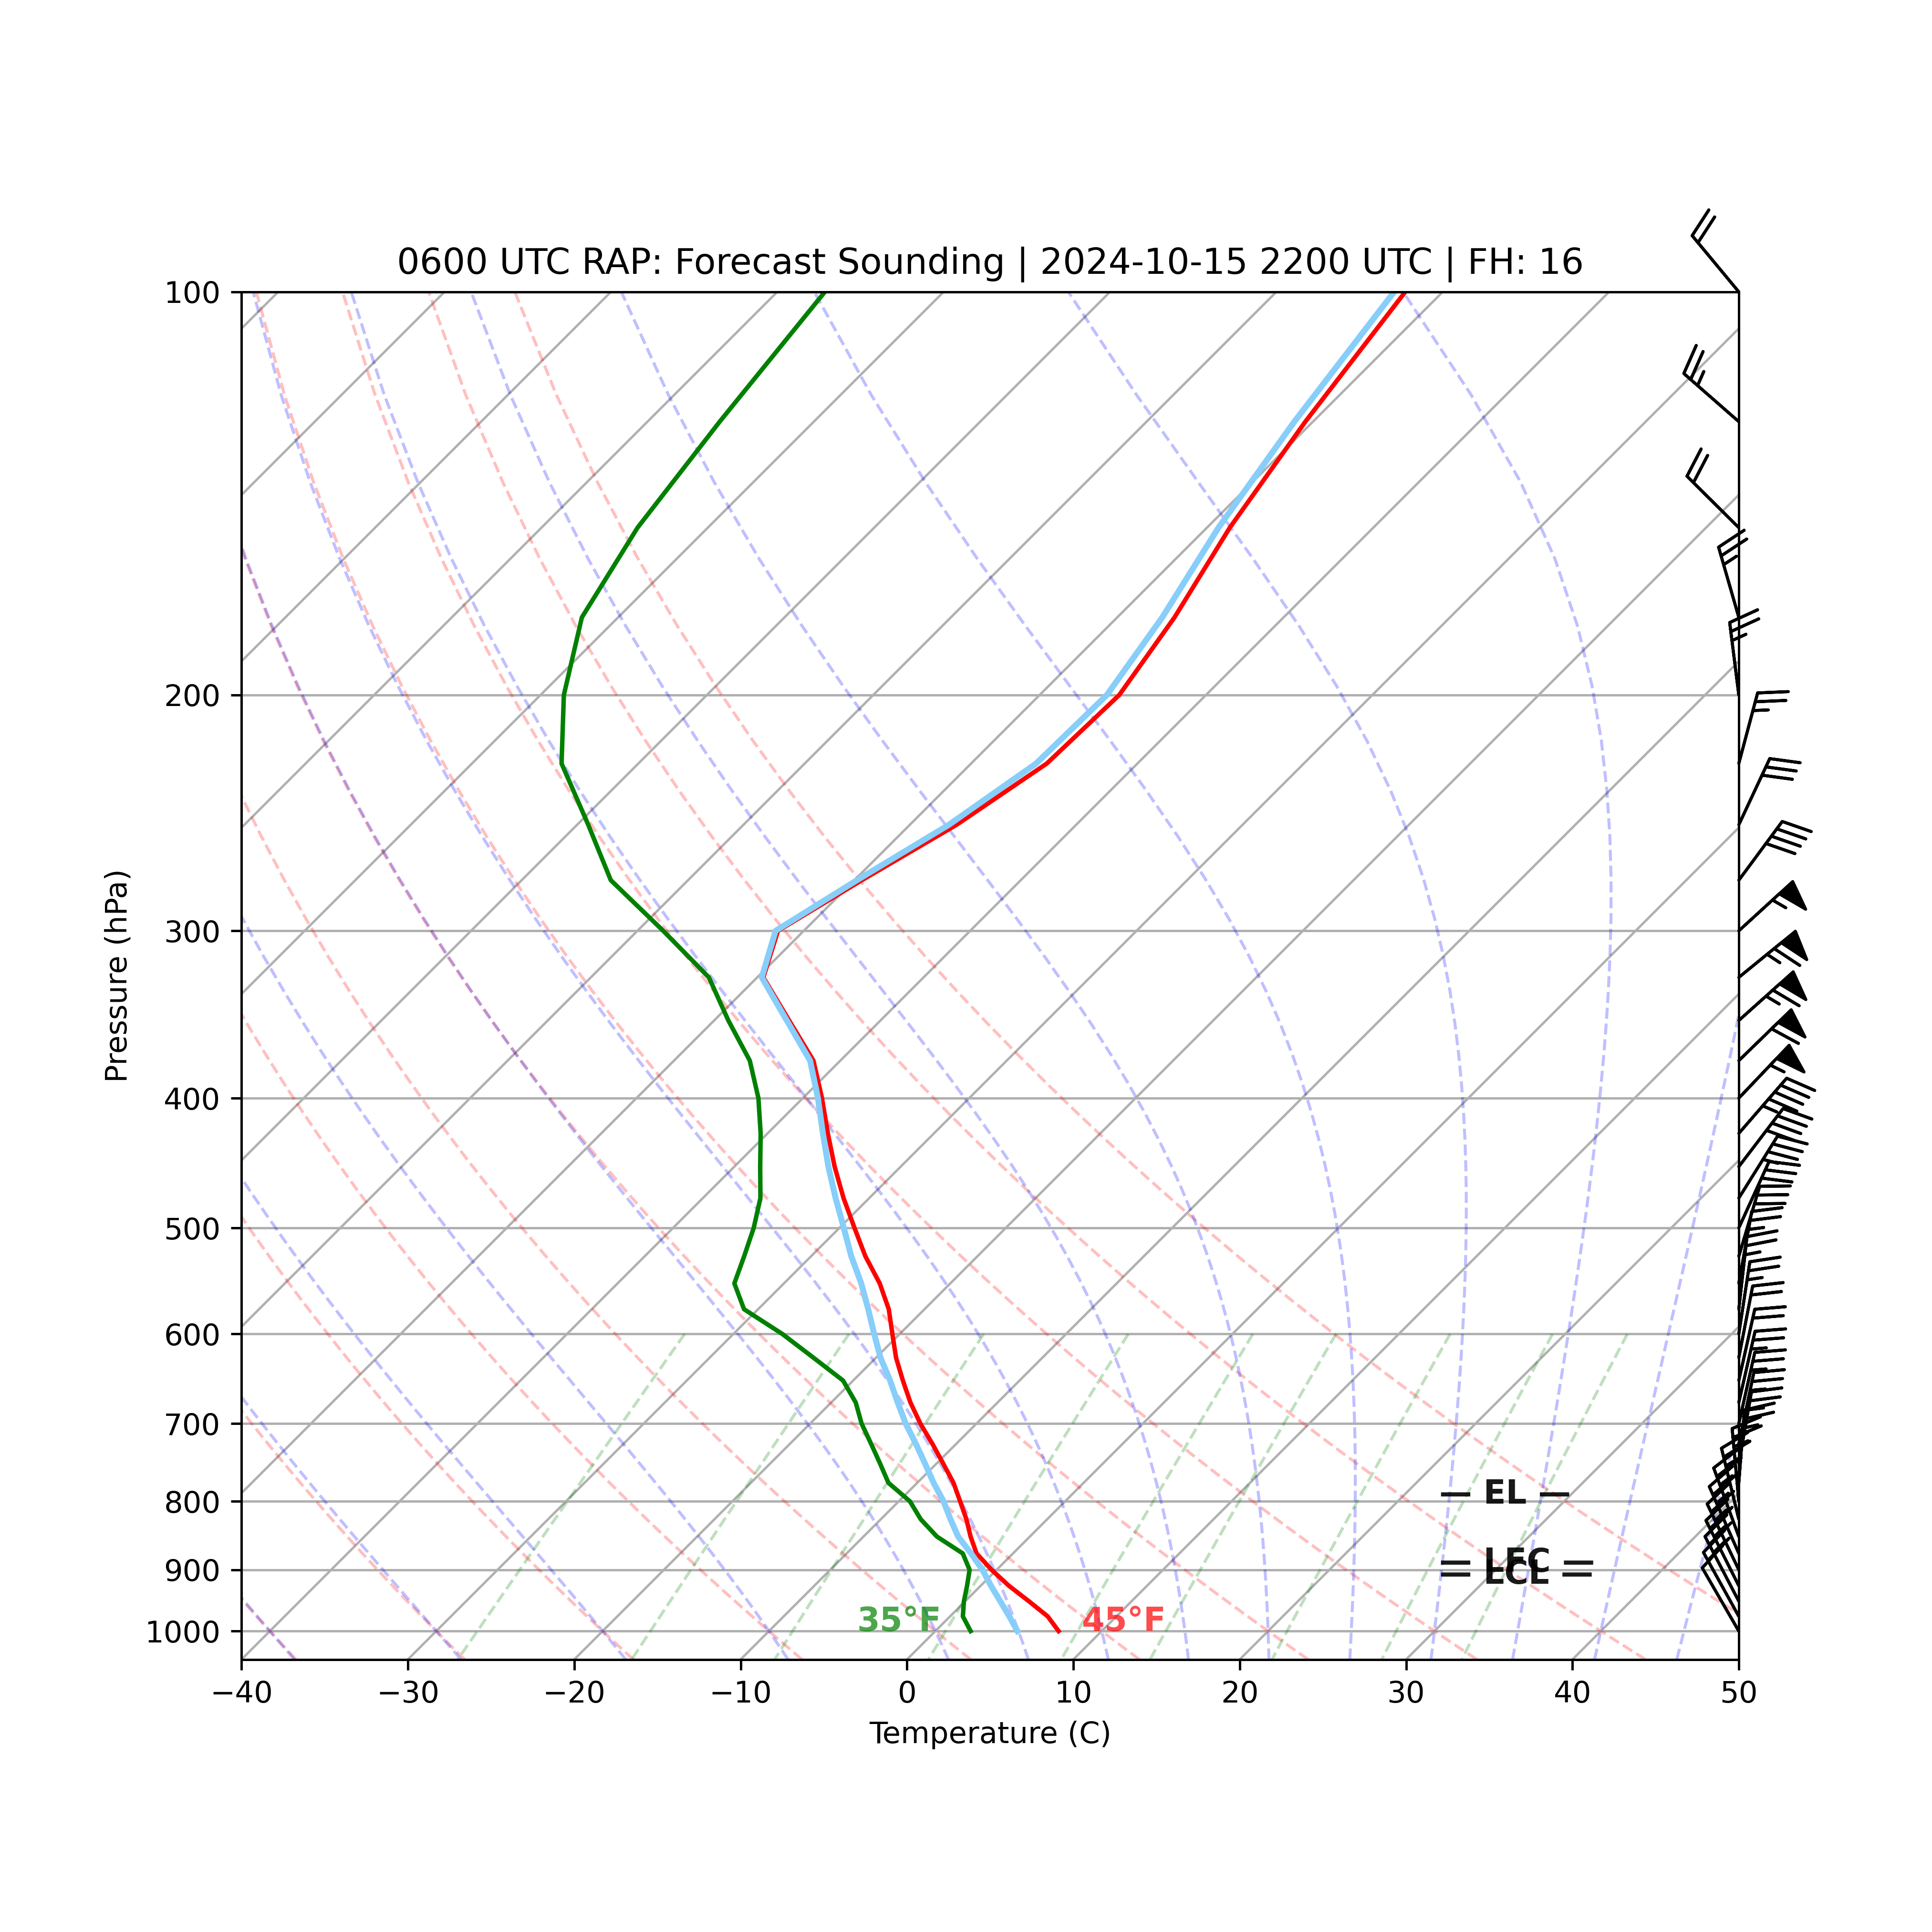 0600 UTC RAP: Forecast Sounding | 2024-10-15 2200 UTC | FH: 16
100
200
300
400
500
600
700
800
900
1000
Pressure (hPa)
— EL —
= LFC =
= LCL =
35°F
45°F
−40
−30
−20
−10
0
10
20
30
40
50
Temperature (C)